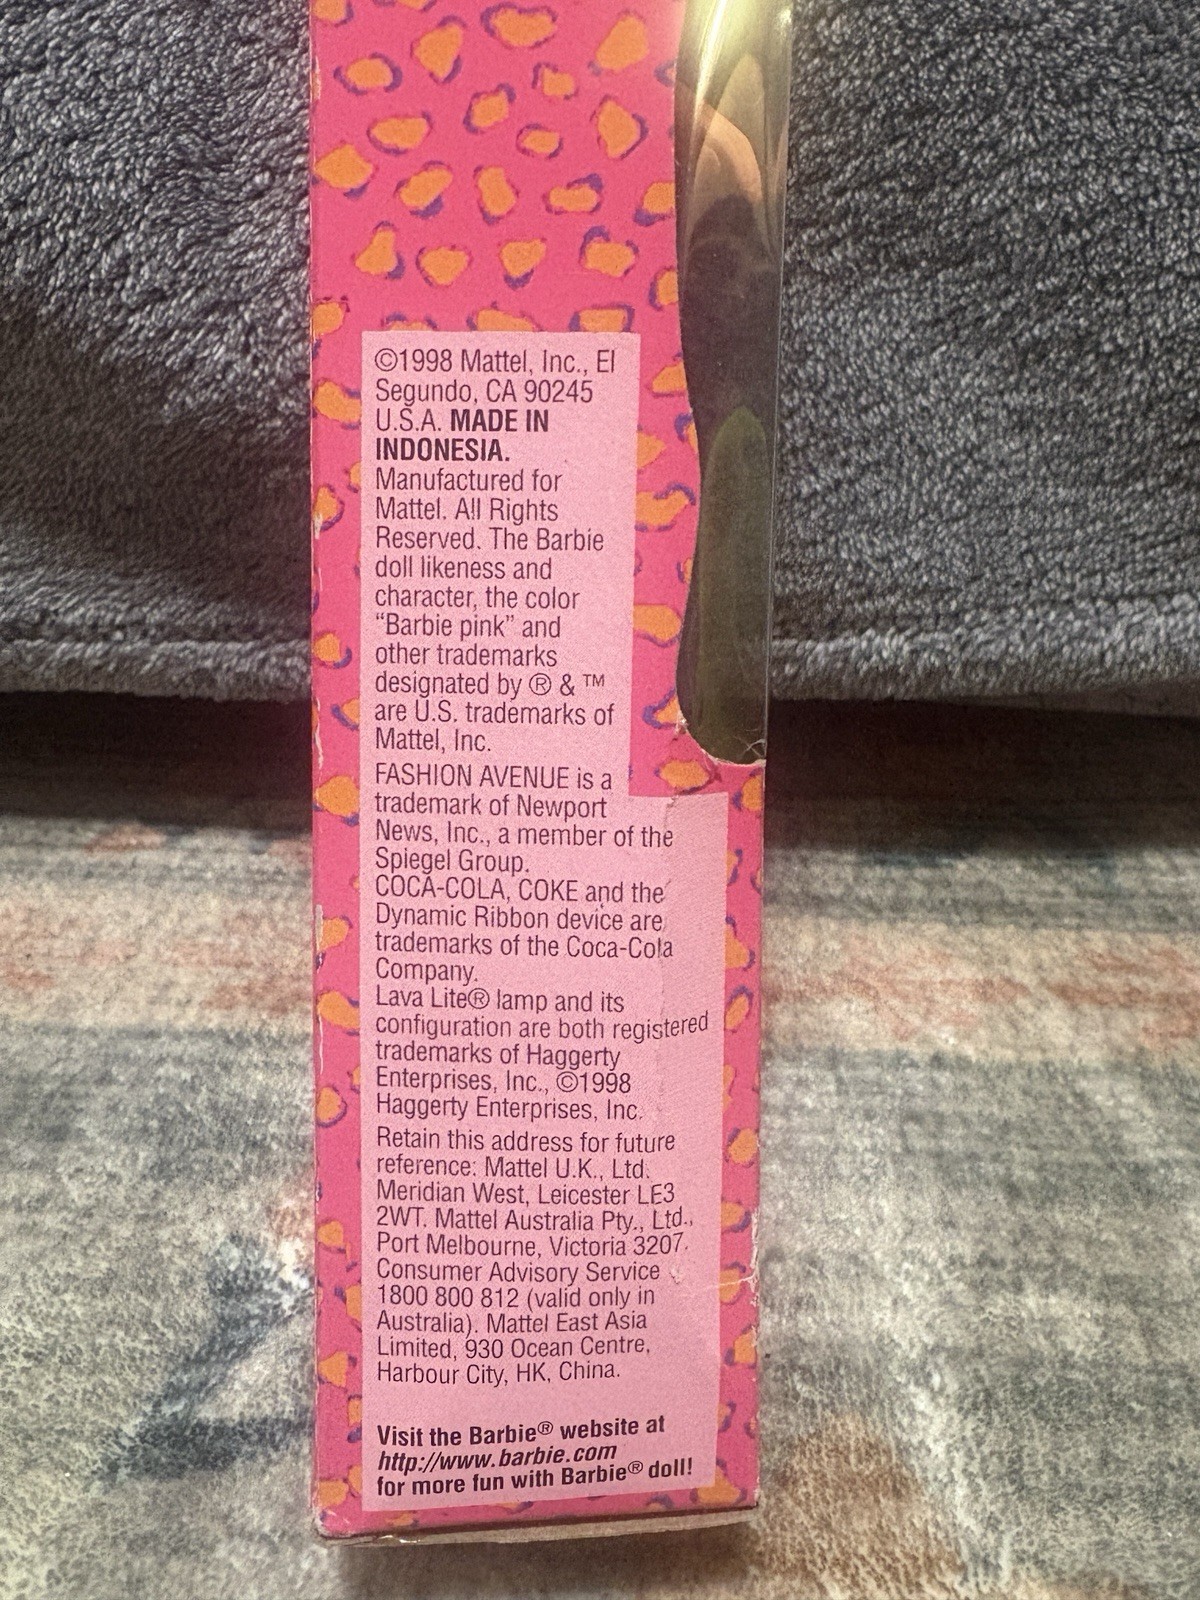 ©1998 Mattel, Inc., El
Segundo, CA 90245
U.S.A. MADE IN
INDONESIA.
Manufactured for
Mattel. All Rights
Reserved. The Barbie
doll likeness and
character, the color
“Barbie pink” and
other trademarks
designated by ® & ™
are U.S. trademarks of
Mattel, Inc.
FASHION AVENUE is a
trademark of Newport
News, Inc., a member of the
Spiegel Group.
COCA-COLA, COKE and the
Dynamic Ribbon device are
trademarks of the Coca-Cola
Company.
Lava Lite® lamp and its
configuration are both registered
trademarks of Haggerty
Enterprises, Inc., ©1998
Haggerty Enterprises, Inc.
Retain this address for future
reference: Mattel U.K., Ltd.
Meridian West, Leicester LE3
2WT. Mattel Australia Pty., Ltd.,
Port Melbourne, Victoria 3207.
Consumer Advisory Service
1800 800 812 (valid only in
Australia). Mattel East Asia
Limited, 930 Ocean Centre,
Harbour City, HK, China.
Visit the Barbie® website at
http://www.barbie.com
for more fun with Barbie® doll!